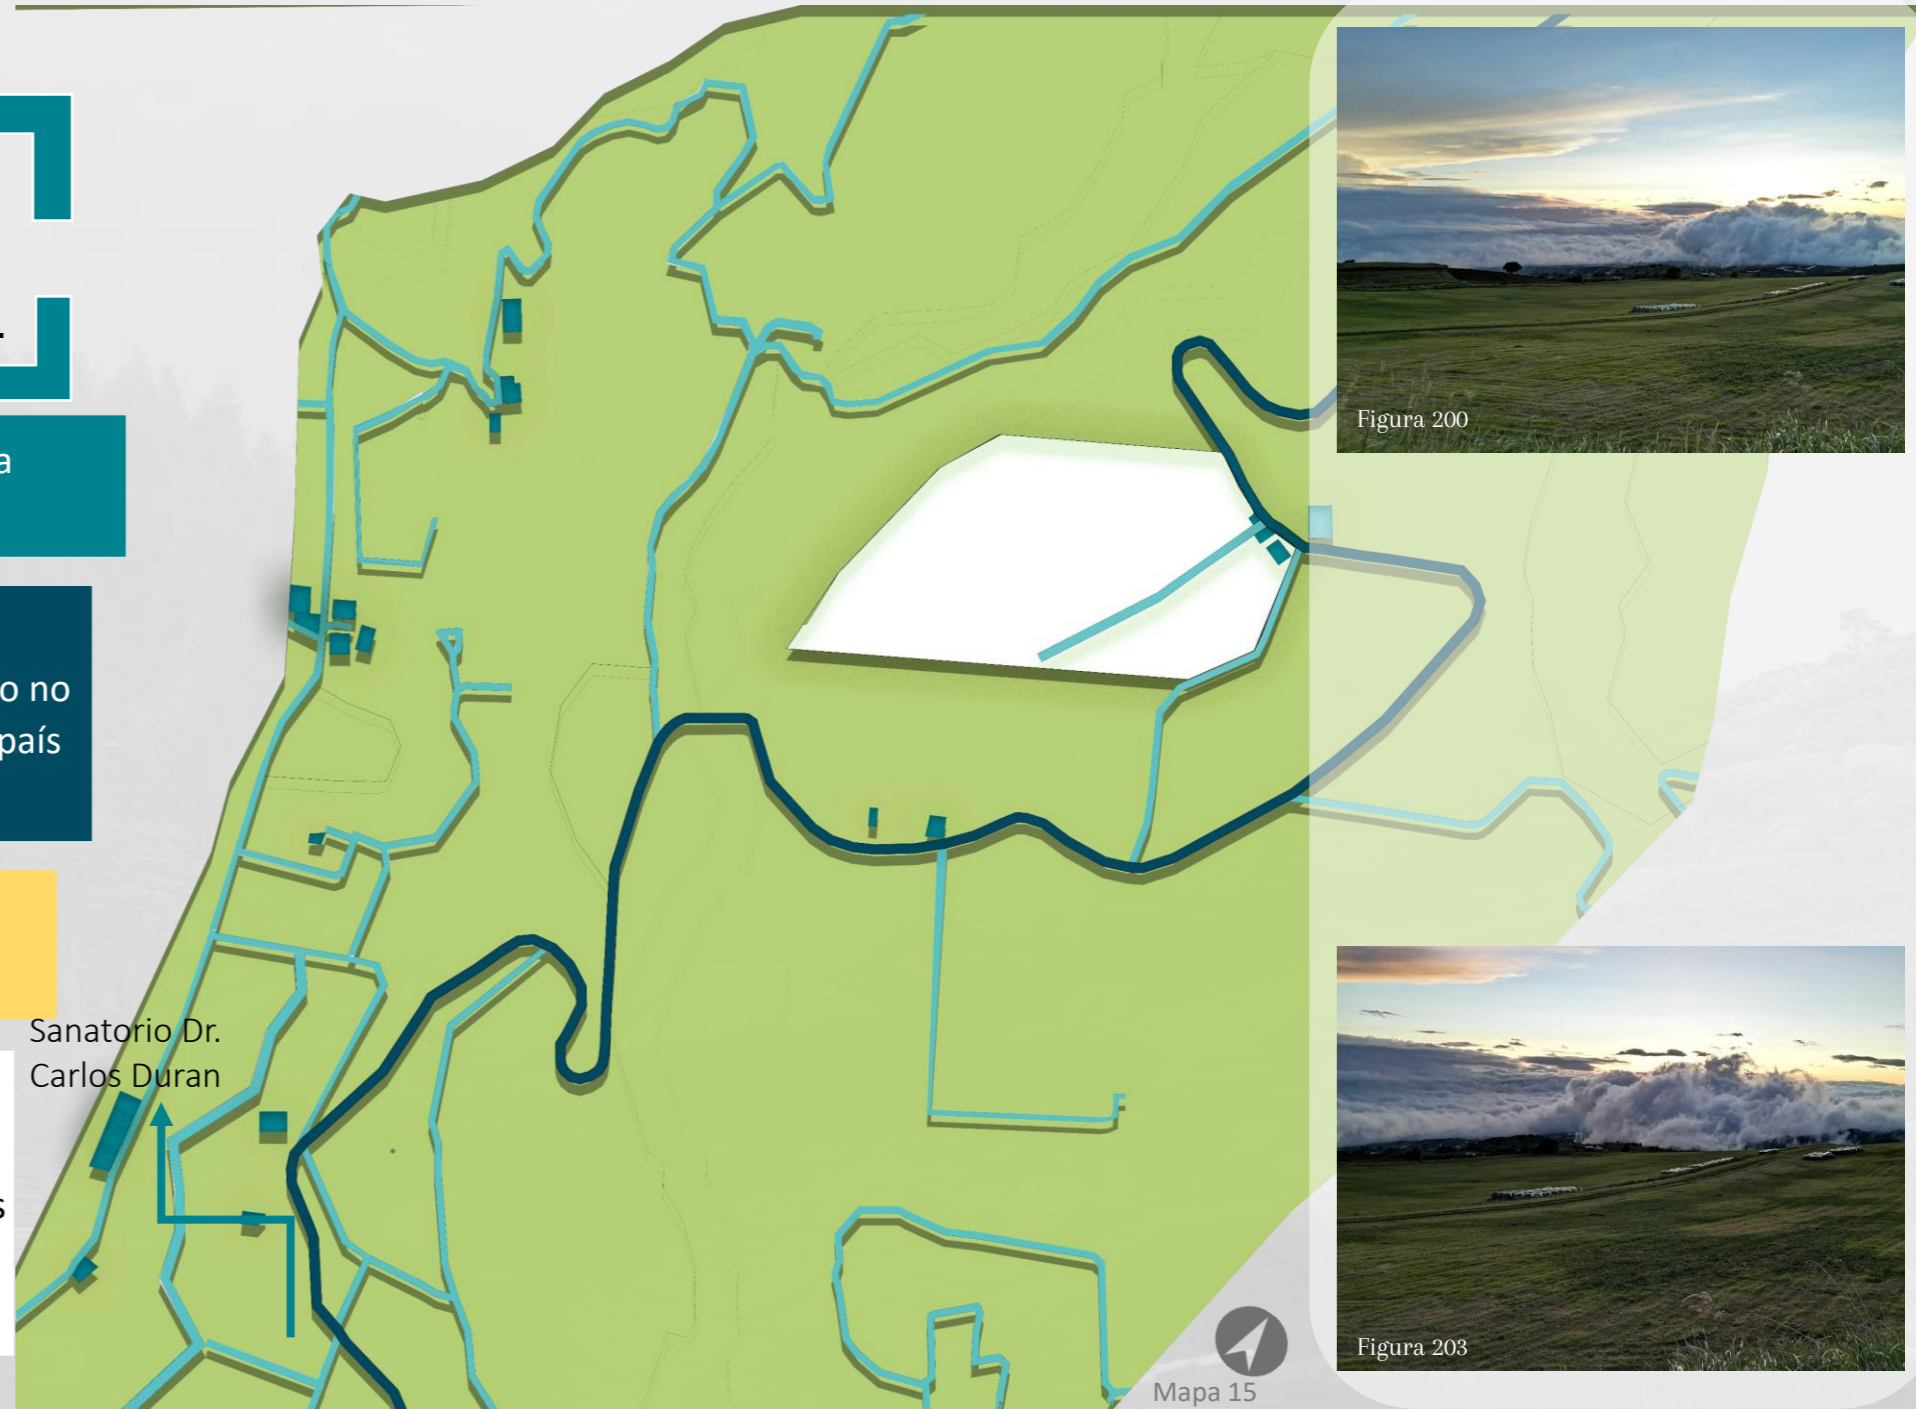 .
a
o no
país
Sanatorio Dr.
Carlos Duran
s
Figura 200
Figura 203
Mapa 15